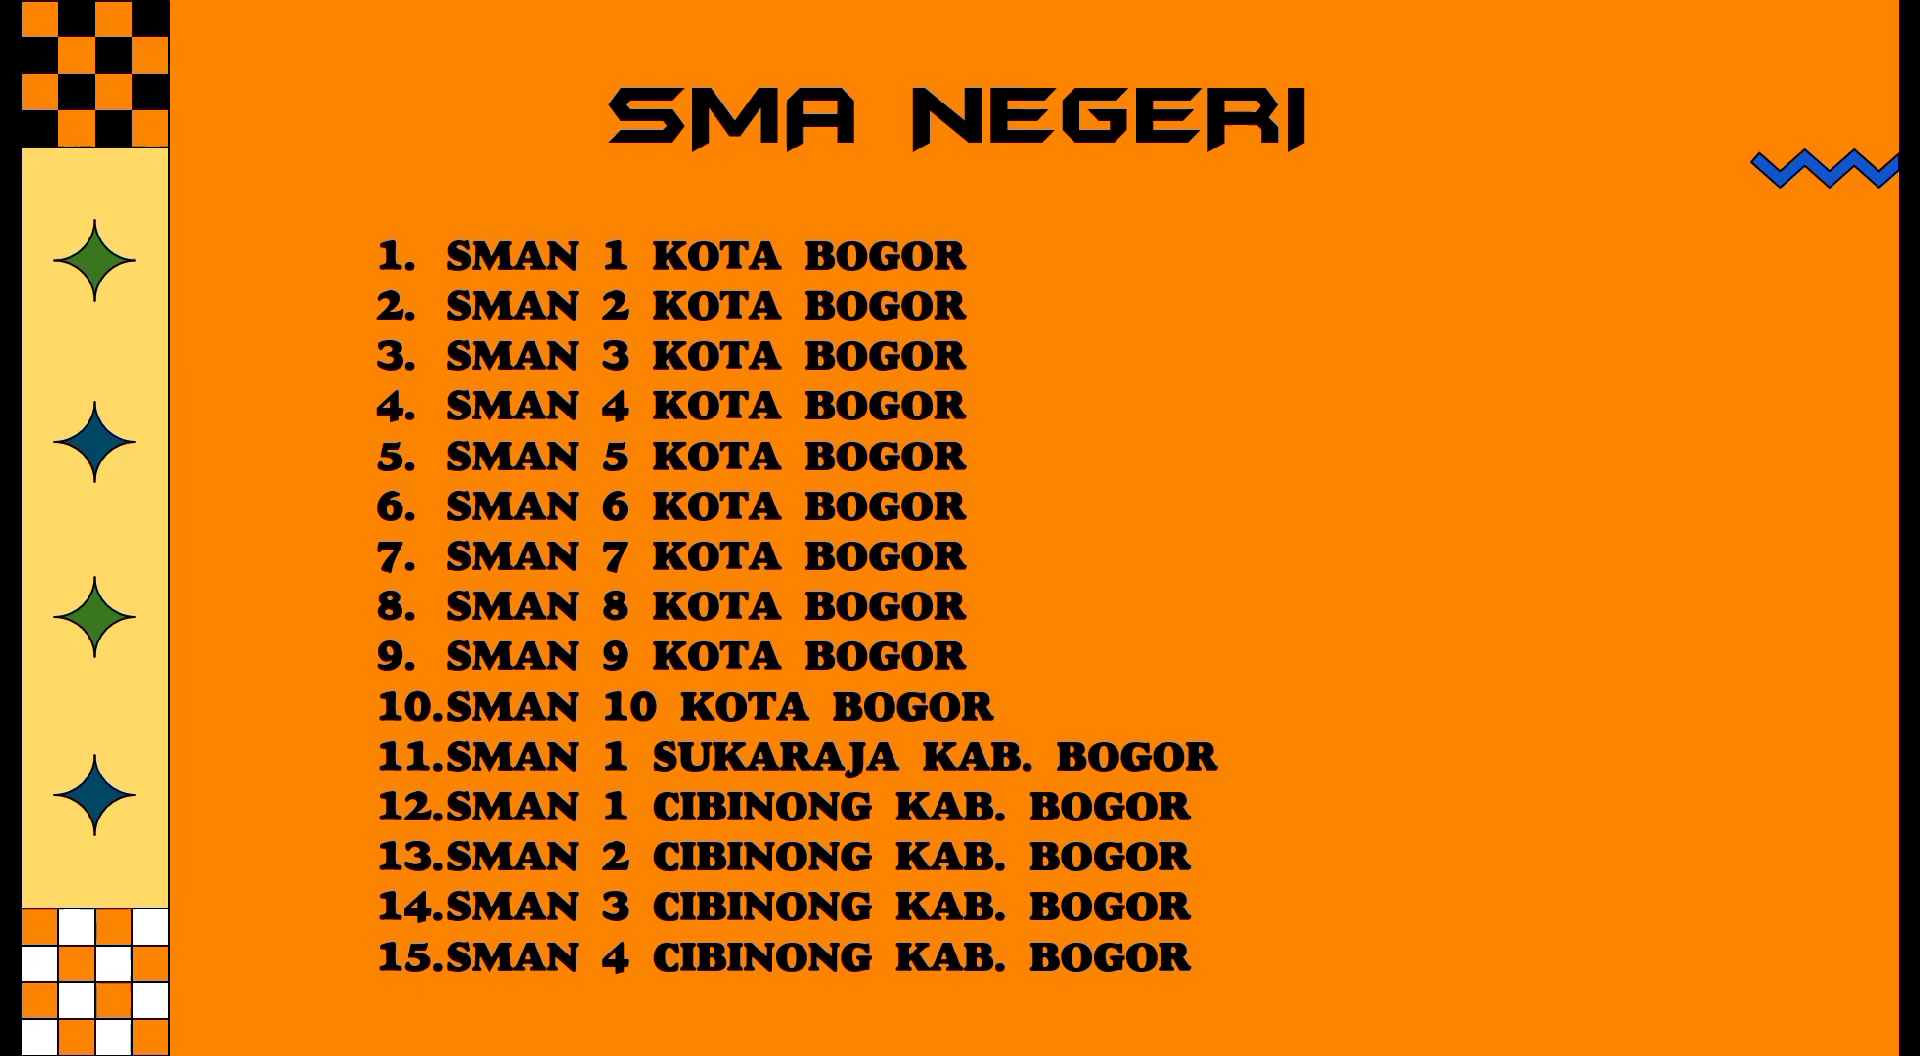 SMA NEGERI
1. SMAN 1 KOTA BOGOR
2. SMAN 2 KOTA BOGOR
3. SMAN 3 KOTA BOGOR
4. SMAN 4 KOTA BOGOR
5. SMAN 5 KOTA BOGOR
6. SMAN 6 KOTA BOGOR
7. SMAN 7 KOTA BOGOR
8. SMAN 8 KOTA BOGOR
9. SMAN 9 KOTA BOGOR
10.SMAN 10 KOTA BOGOR
11.SMAN 1 SUKARAJA KAB. BOGOR
12.SMAN 1 CIBINONG KAB. BOGOR
13.SMAN 2 CIBINONG KAB. BOGOR
14.SMAN 3 CIBINONG KAB. BOGOR
15.SMAN 4 CIBINONG KAB. BOGOR